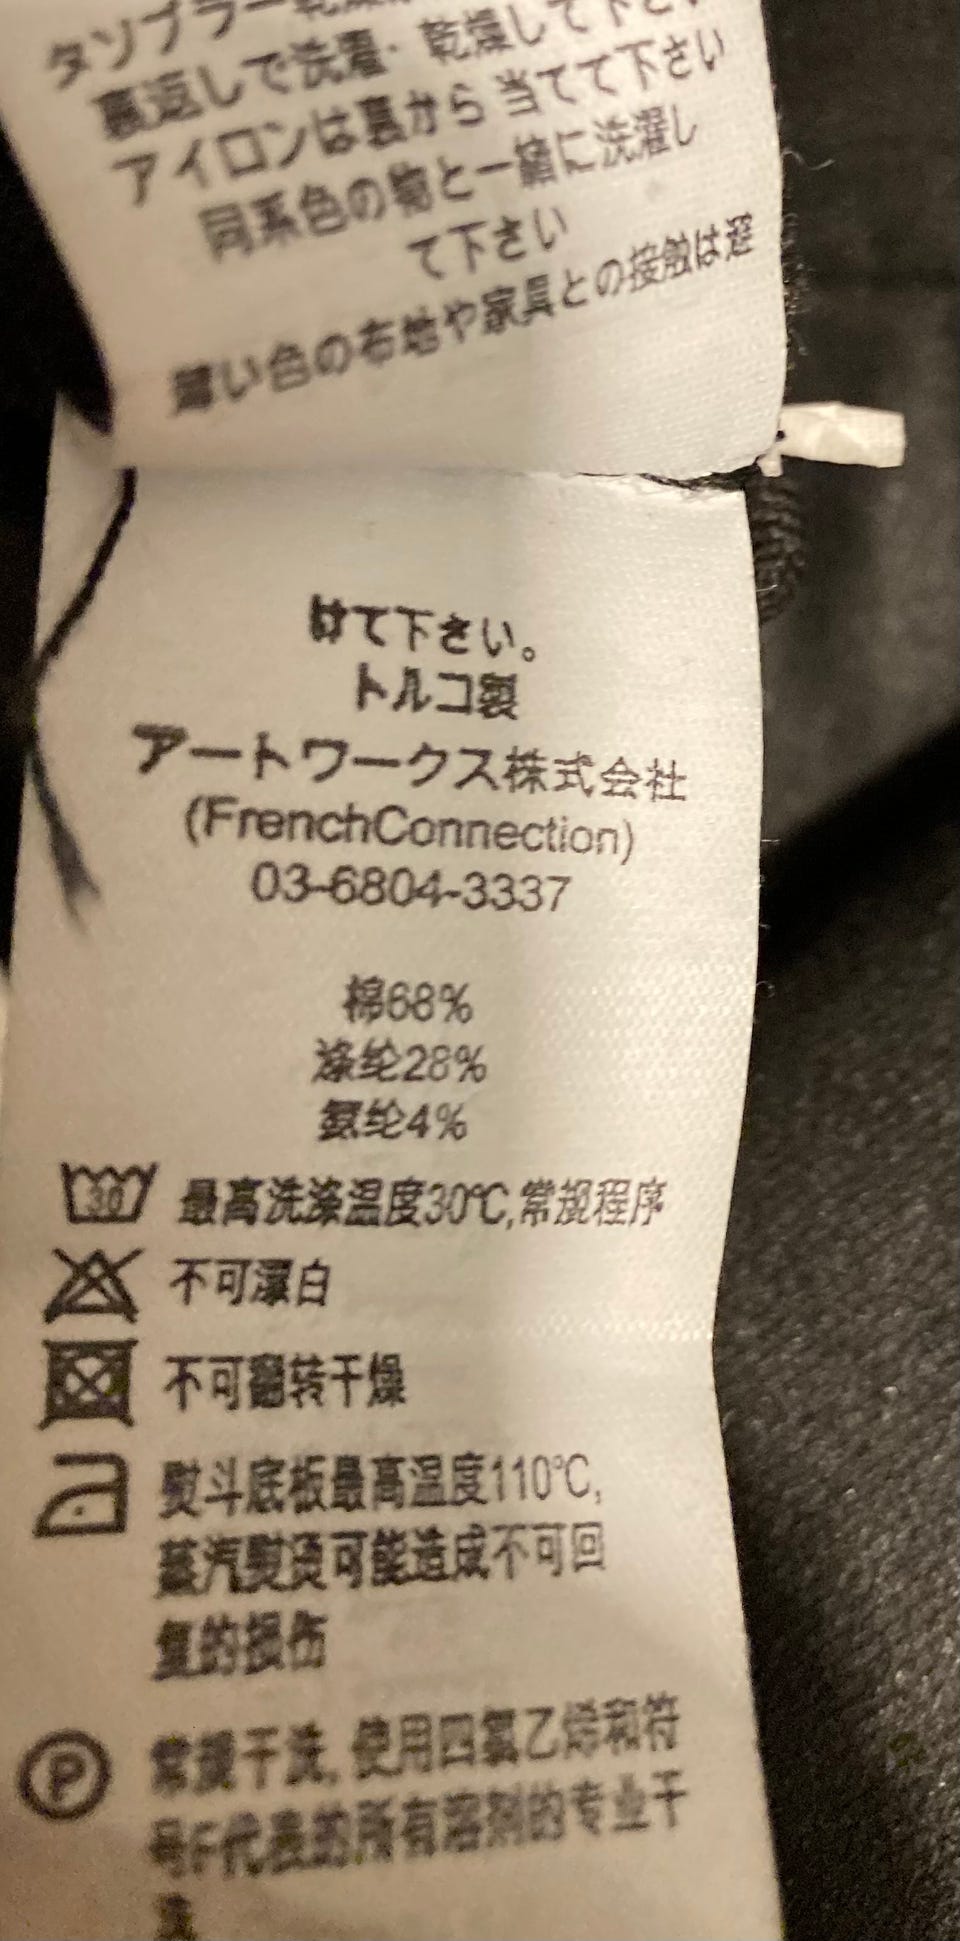 タンブラー乾燥
裏返しで洗濯・乾燥して下さい
アイロンは裏から当てて下さい
同系色の物と一緒に洗濯し
て下さい
薄い色の布地や家具との接触は避
けて下さい。
トルコ製
アートワークス株式会社
(FrenchConnection)
03-6804-3337
棉68%
涤纶28%
氨纶4%
30 最高洗涤温度30℃,常规程序
不可漂白
不可翻转干燥
熨斗底板最高温度110℃,
蒸汽熨烫可能造成不可回
复的损伤
P 常规干洗,使用四氯乙烯和符
号F代表的所有溶剂的专业干
洗